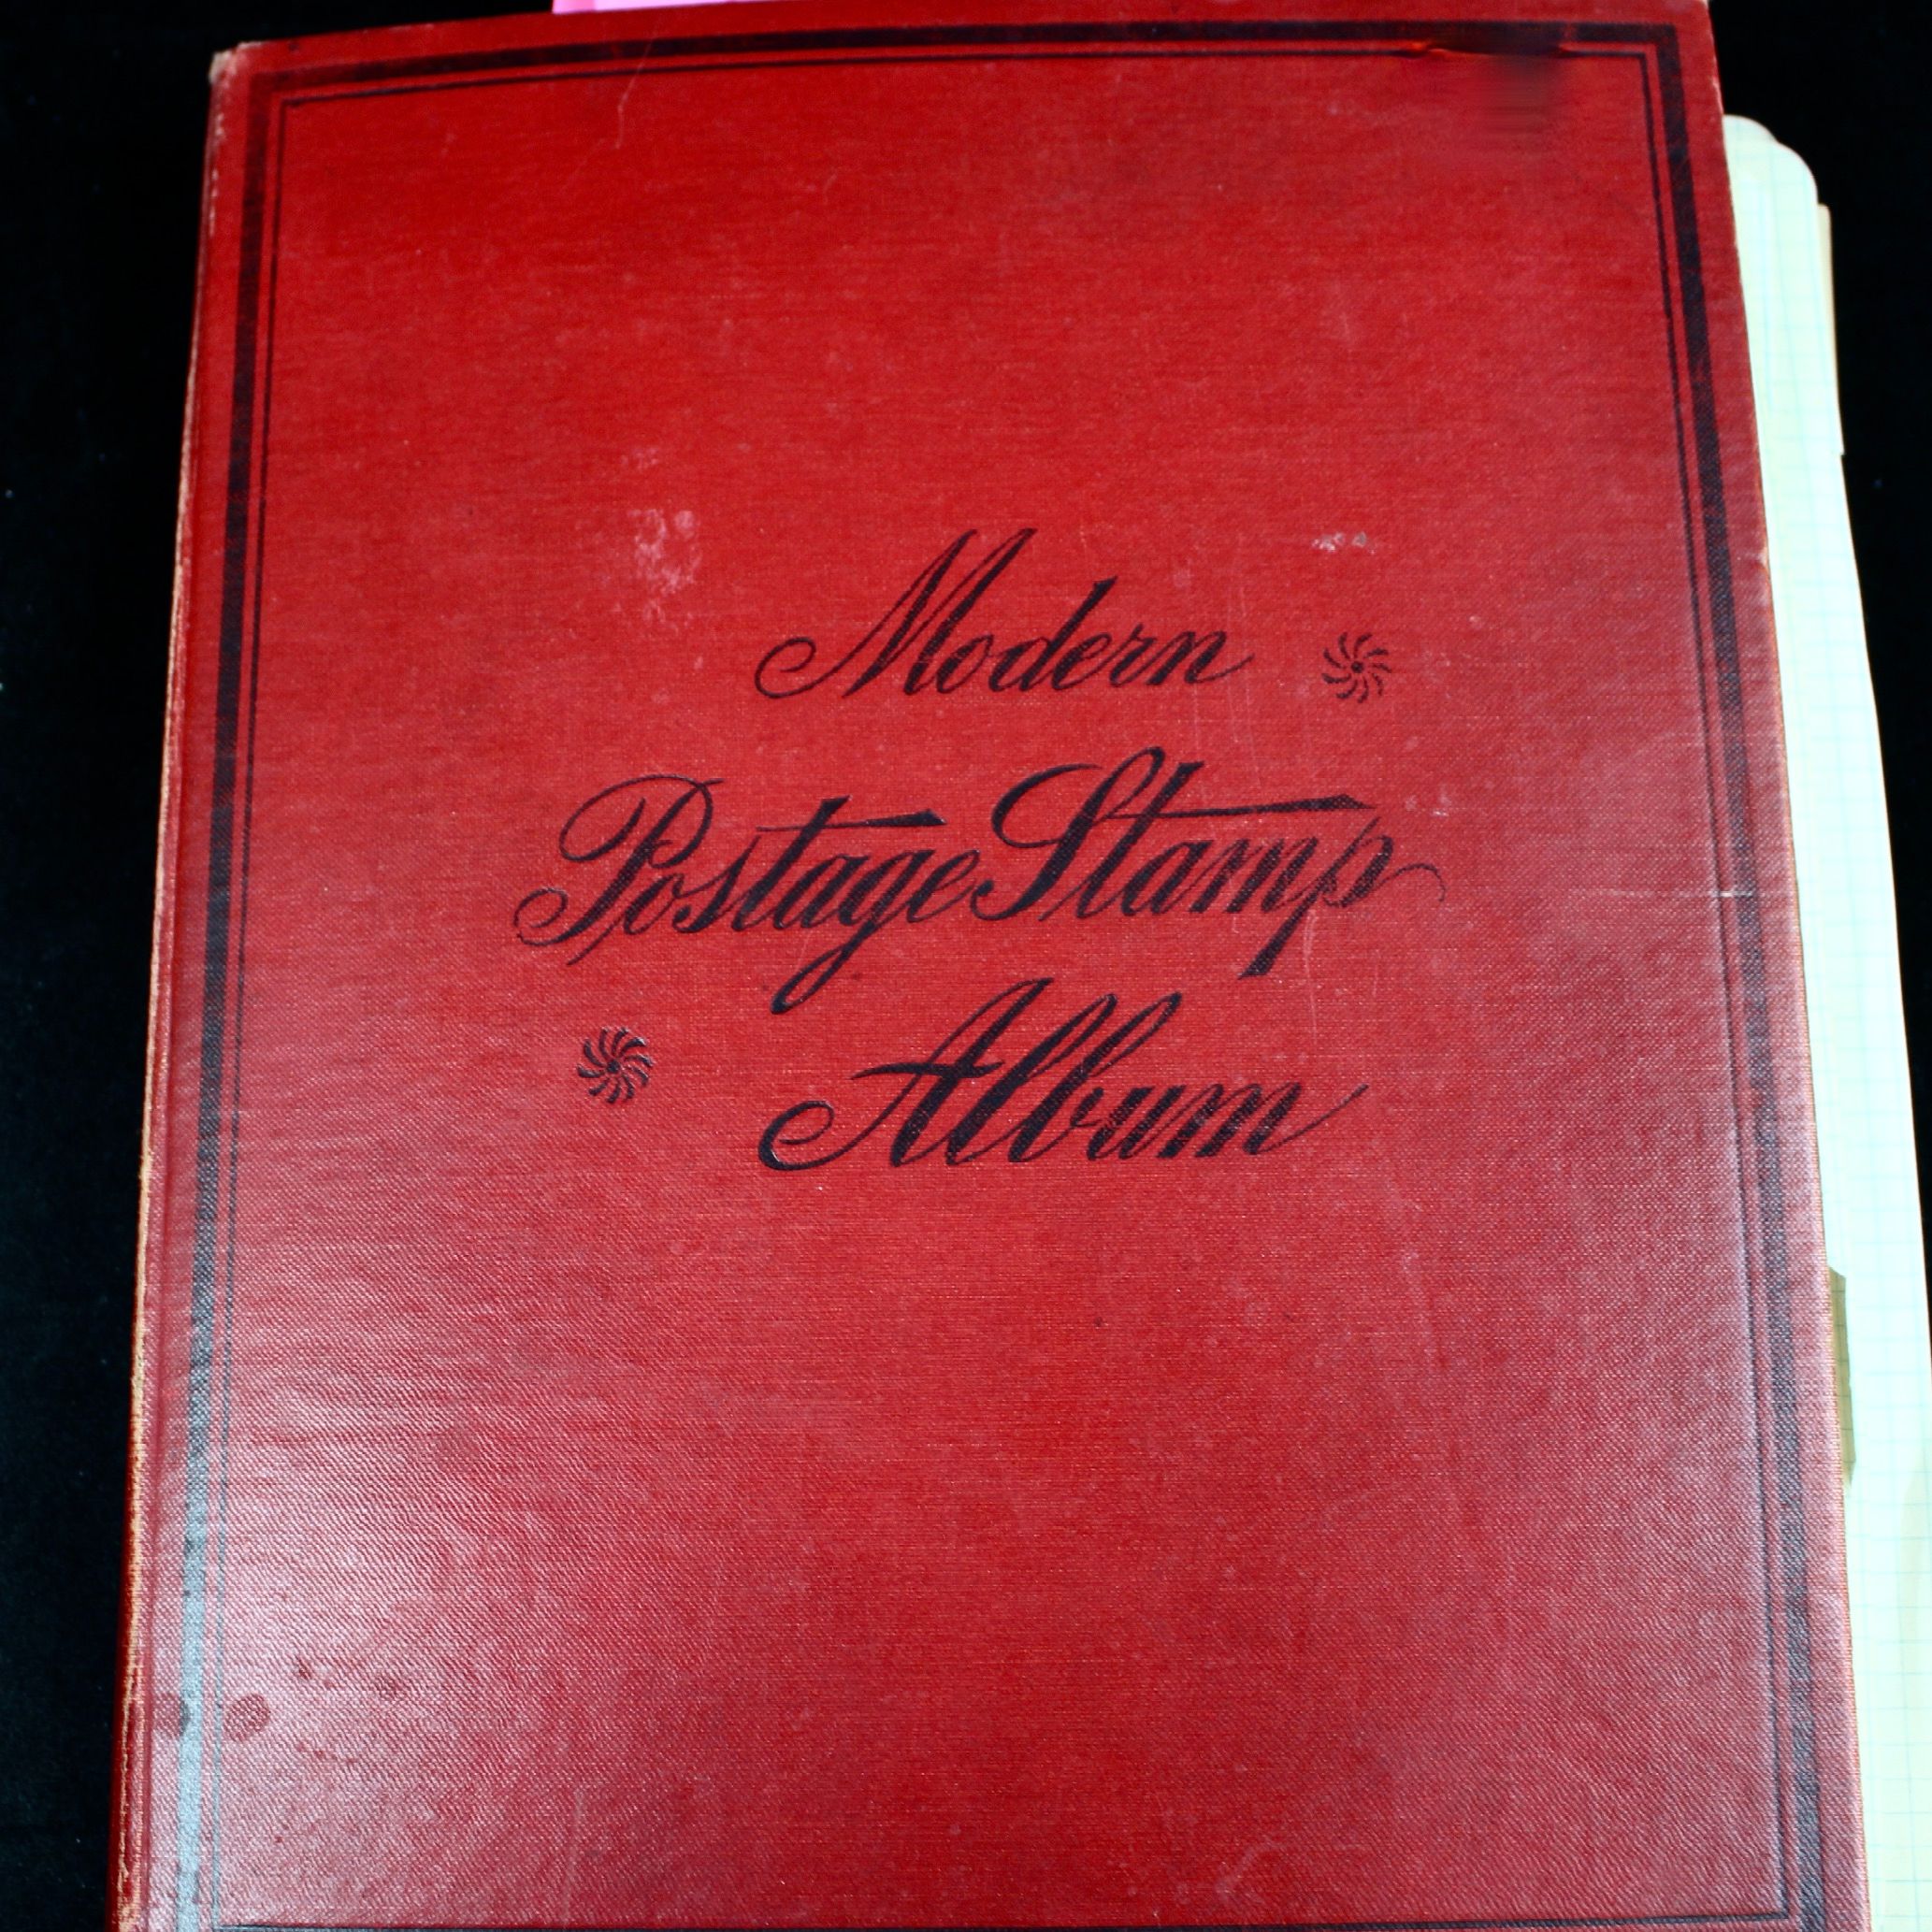 Modern
Postage Stamp
Album